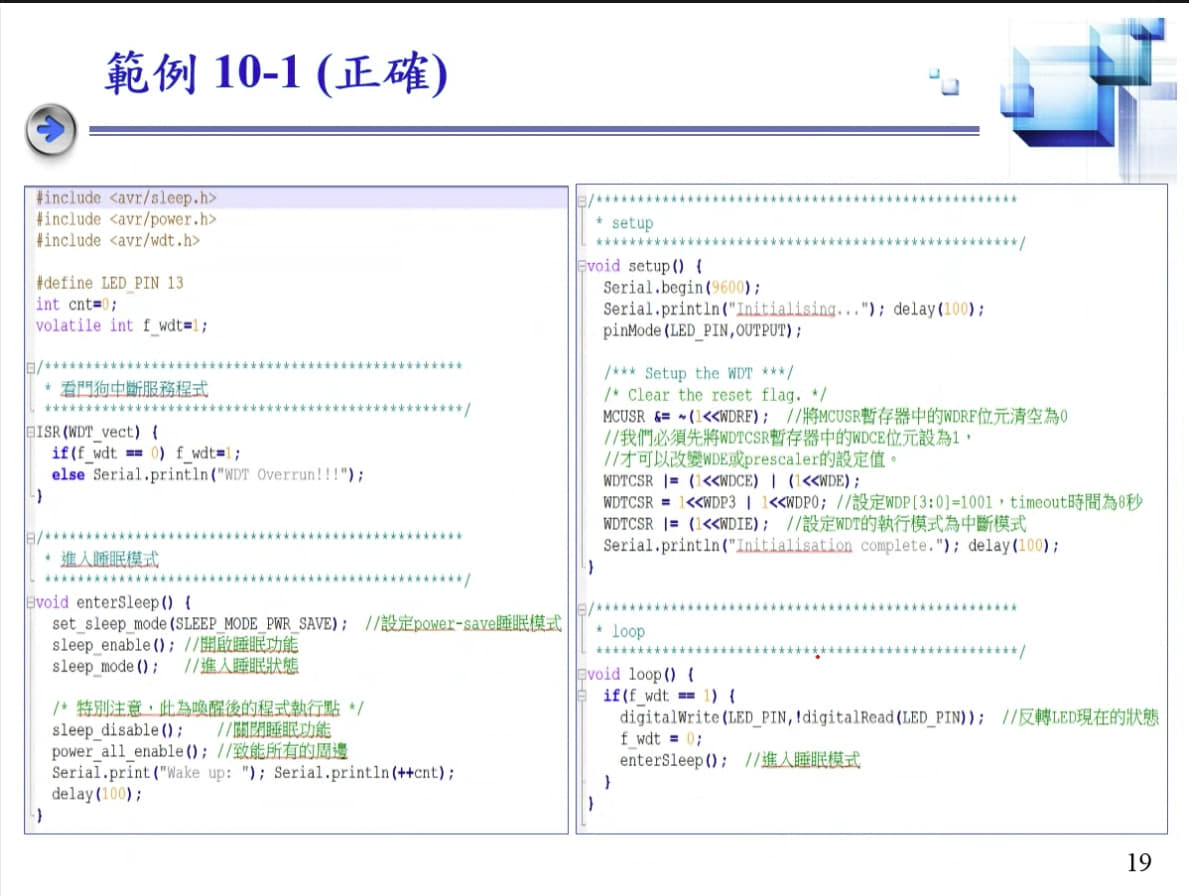 範例 10-1 (正確)
#include <avr/sleep.h>
#include <avr/power.h>
#include <avr/wdt.h>
#define LED_PIN 13
int cnt=0;
volatile int f_wdt=1;
/***************************************************
* 看門狗中斷服務程式
***************************************************/
ISR(WDT_vect) {
if(f_wdt == 0) f_wdt=1;
else Serial.println("WDT Overrun!!!");
}
/***************************************************
* 進入睡眠模式
***************************************************/
void enterSleep() {
set_sleep_mode(SLEEP_MODE_PWR_SAVE); //設定power-save睡眠模式
sleep_enable(); //開啟睡眠功能
sleep_mode(); //進入睡眠狀態
/* 特別注意，此為喚醒後的程式執行點 */
sleep_disable(); //關閉睡眠功能
power_all_enable(); //致能所有的周邊
Serial.print("Wake up: "); Serial.println(++cnt);
delay(100);
}
/***************************************************
* setup
***************************************************/
void setup() {
Serial.begin(9600);
Serial.println("Initialising..."); delay(100);
pinMode(LED_PIN,OUTPUT);
/*** Setup the WDT ***/
/* Clear the reset flag. */
MCUSR &= ~(1<<WDRF); //將MCUSR暫存器中的WDRF位元清空為0
//我們必須先將WDTCSR暫存器中的WDCE位元設為1，
//才可以改變WDE或prescaler的設定值。
WDTCSR |= (1<<WDCE) | (1<<WDE);
WDTCSR = 1<<WDP3 | 1<<WDP0; //設定WDP[3:0]=1001，timeout時間為8秒
WDTCSR |= (1<<WDIE); //設定WDT的執行模式為中斷模式
Serial.println("Initialisation complete."); delay(100);
}
/***************************************************
* loop
***************************************************/
void loop() {
if(f_wdt == 1) {
digitalWrite(LED_PIN,!digitalRead(LED_PIN)); //反轉LED現在的狀態
f_wdt = 0;
enterSleep(); //進入睡眠模式
}
}
19